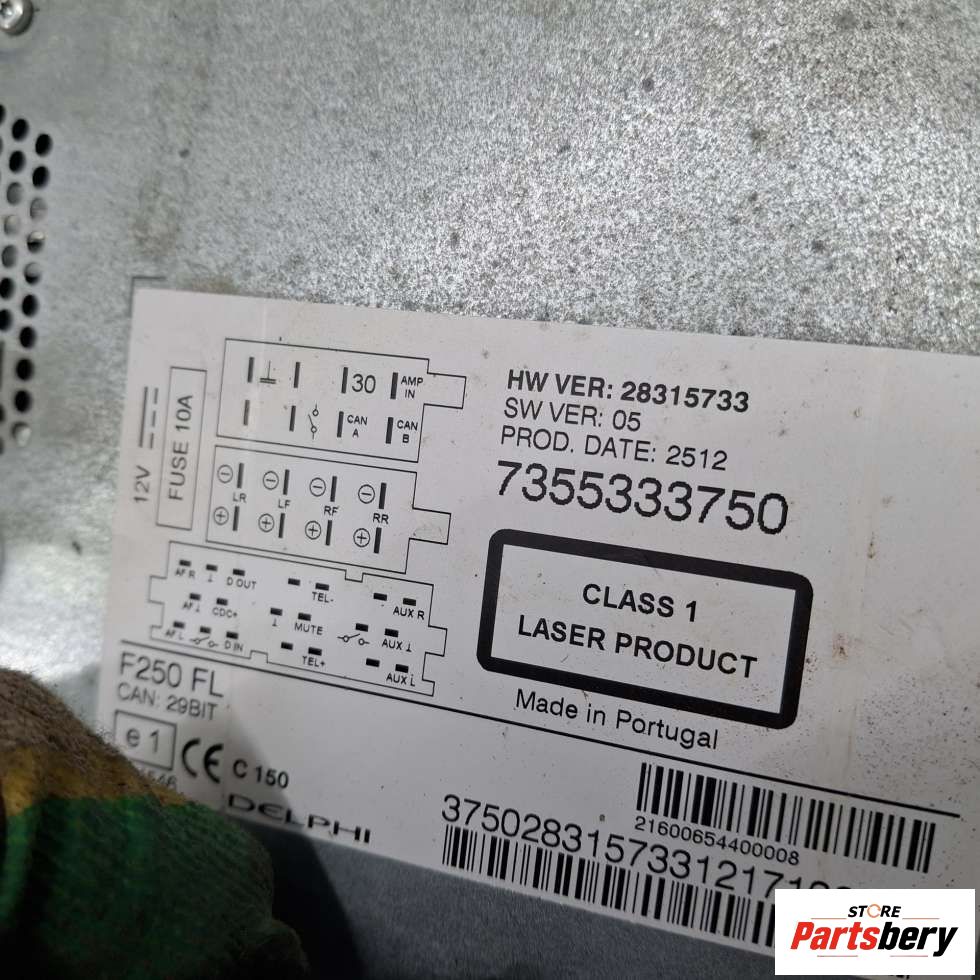 12V
FUSE 10A
30
AMP IN
CAN A
CAN B
LR
LF
RF
RR
AF R
D OUT
TEL-
AUX R
AF
CDC+
MUTE
AUX
AF L
D IN
TEL+
AUX L
F250 FL
CAN: 29BIT
e 1
CE
C 150
DELPHI
HW VER: 28315733
SW VER: 05
PROD. DATE: 2512
7355333750
CLASS 1
LASER PRODUCT
Made in Portugal
21600654400008
STORE
Partsbery